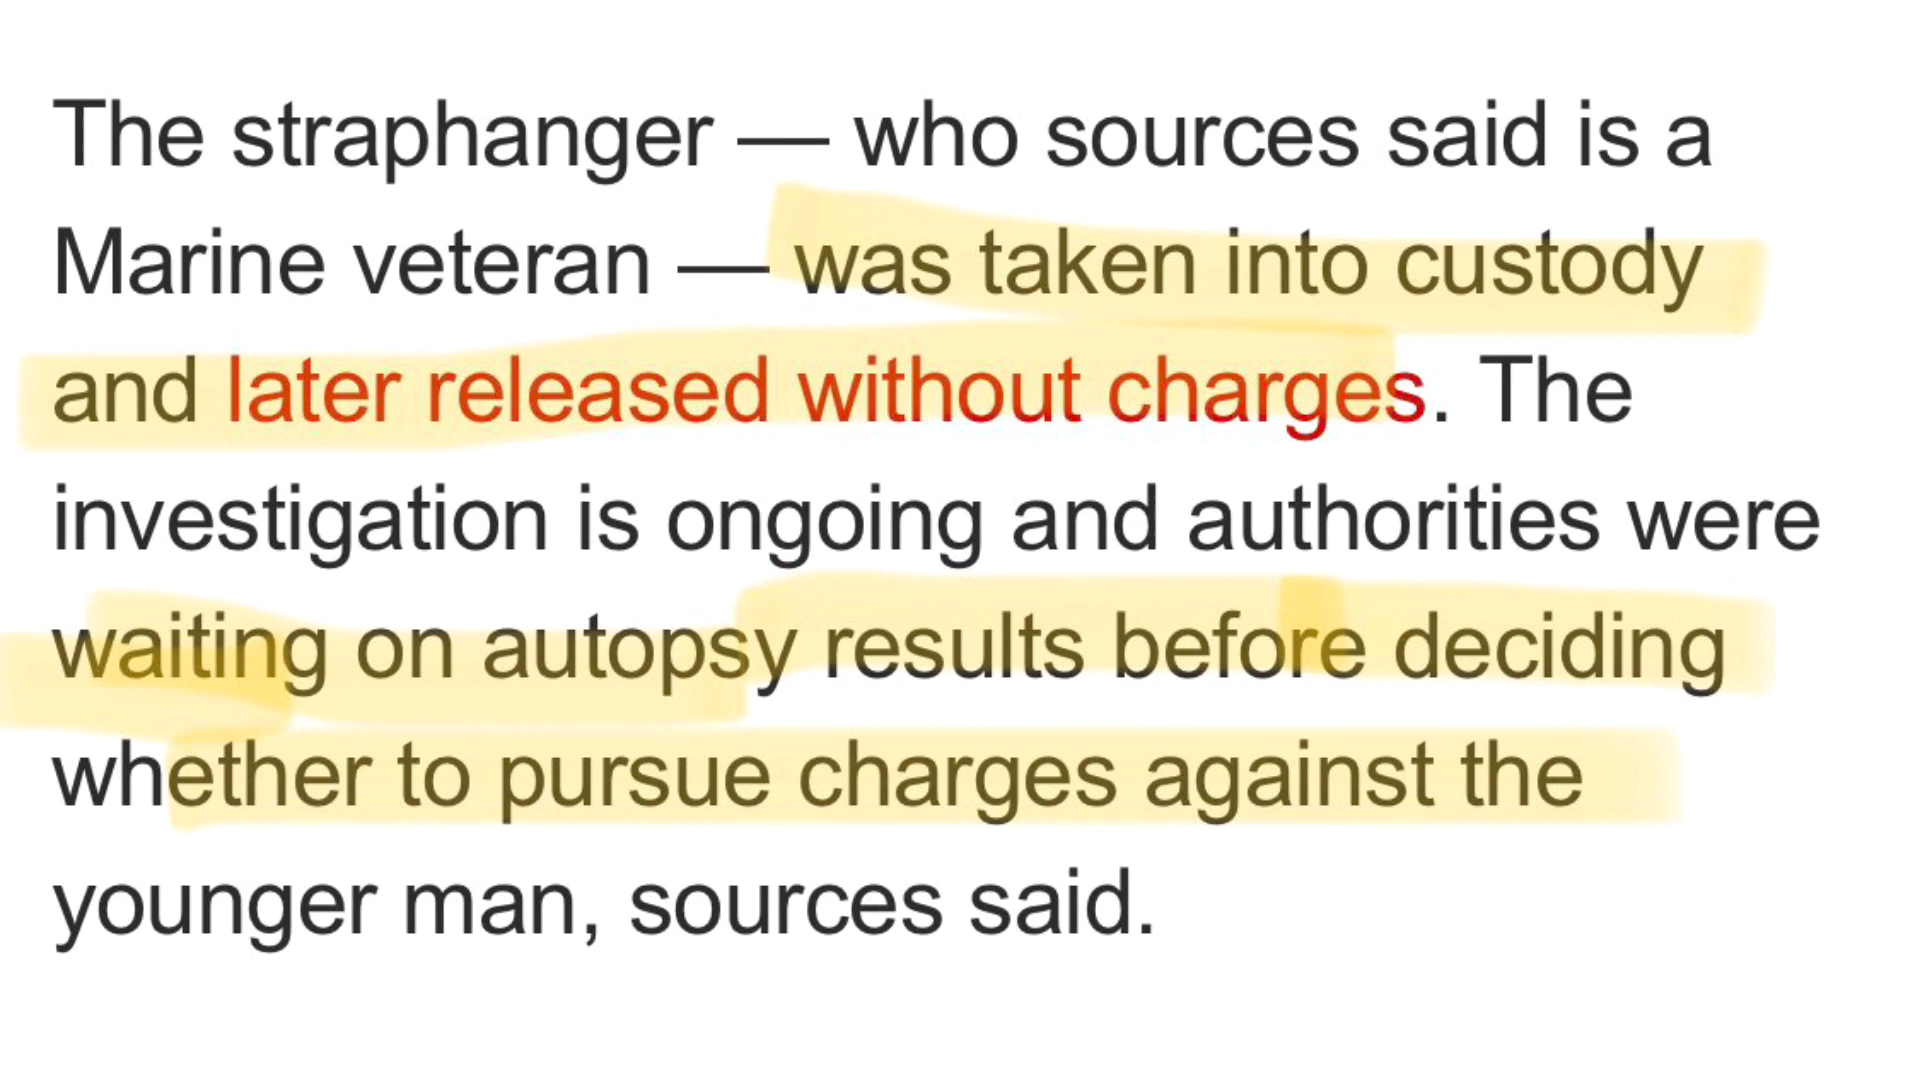 The straphanger — who sources said is a
Marine veteran — was taken into custody
and later released without charges. The
investigation is ongoing and authorities were
waiting on autopsy results before deciding
whether to pursue charges against the
younger man, sources said.